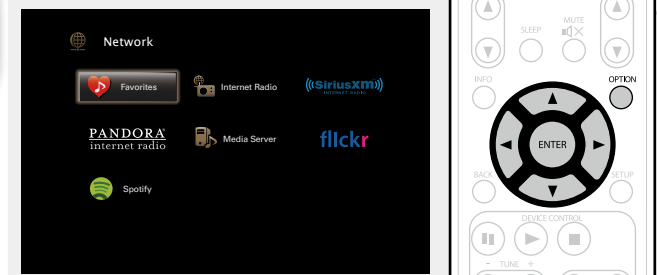 Network
Favorites
Internet Radio
((SiriusXM))
INTERNET RADIO
PANDORA
internet radio
Media Server
flickr
Spotify
SLEEP
MUTE
INFO
OPTION
ENTER
BACK
SETUP
DEVICE CONTROL
- TUNE +